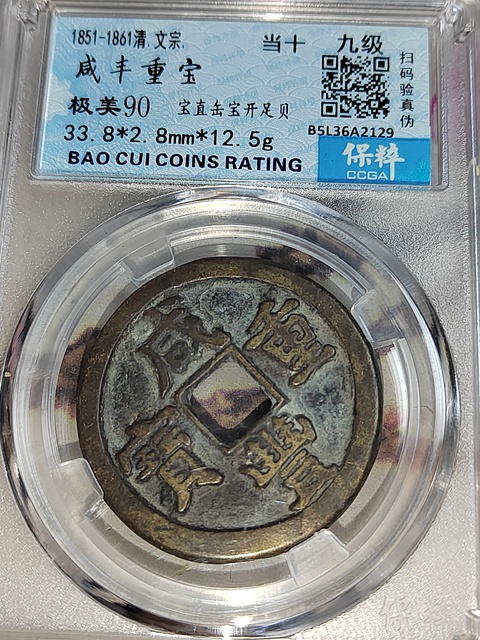 1851-1861清.文宗.
当十 九级
咸丰重宝
极美90 宝直缶宝开足贝
33.8*2.8mm*12.5g
BAO CUI COINS RATING
扫码验真伪
B5L36A2129
保粹
CCGA
咸豐重寶
保粹